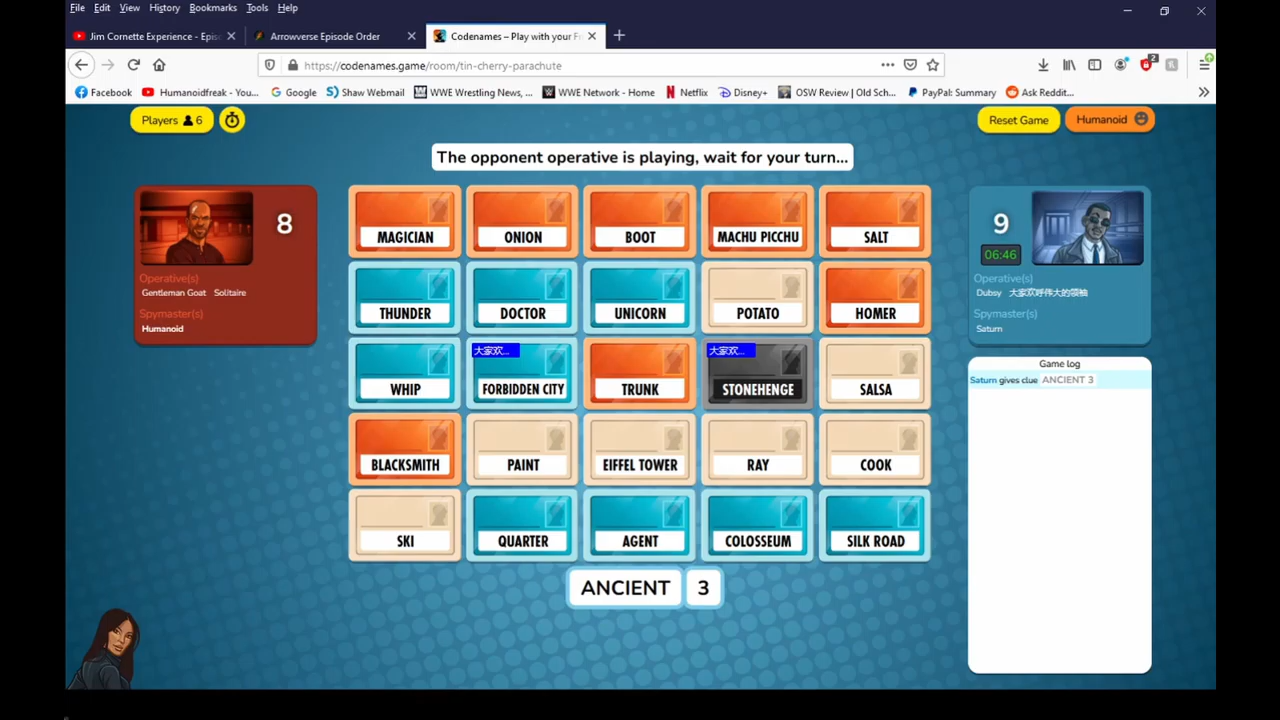 File Edit View History Bookmarks Tools Help
Jim Cornette Experience - Epis
Arrowverse Episode Order
Codenames – Play with your Fr
https://codenames.game/room/tin-cherry-parachute
2
Facebook Humanoidfreak - You... Google Shaw Webmail WWE Wrestling News, ... WWE Network - Home Netflix Disney+ OSW Review | Old Sch... PayPal: Summary Ask Reddit...
Players 6
Reset Game
Humanoid
The opponent operative is playing, wait for your turn...
8
Operative(s)
Gentleman Goat Solitaire
Spymaster(s)
Humanoid
MAGICIAN ONION BOOT MACHU PICCHU SALT
THUNDER DOCTOR UNICORN POTATO HOMER
大家欢... 大家欢...
WHIP FORBIDDEN CITY TRUNK STONEHENGE SALSA
BLACKSMITH PAINT EIFFEL TOWER RAY COOK
SKI QUARTER AGENT COLOSSEUM SILK ROAD
ANCIENT 3
9
06:46
Operative(s)
Dubsy 大家欢呼伟大的领袖
Spymaster(s)
Saturn
Game log
Saturn gives clue ANCIENT 3